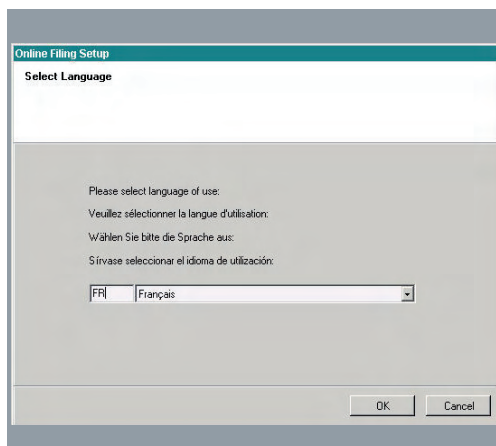 Online Filing Setup
Select Language
Please select language of use:
Veuillez sélectionner la langue d'utilisation:
Wählen Sie bitte die Sprache aus:
Sírvase seleccionar el idioma de utilización:
FR Français
OK Cancel